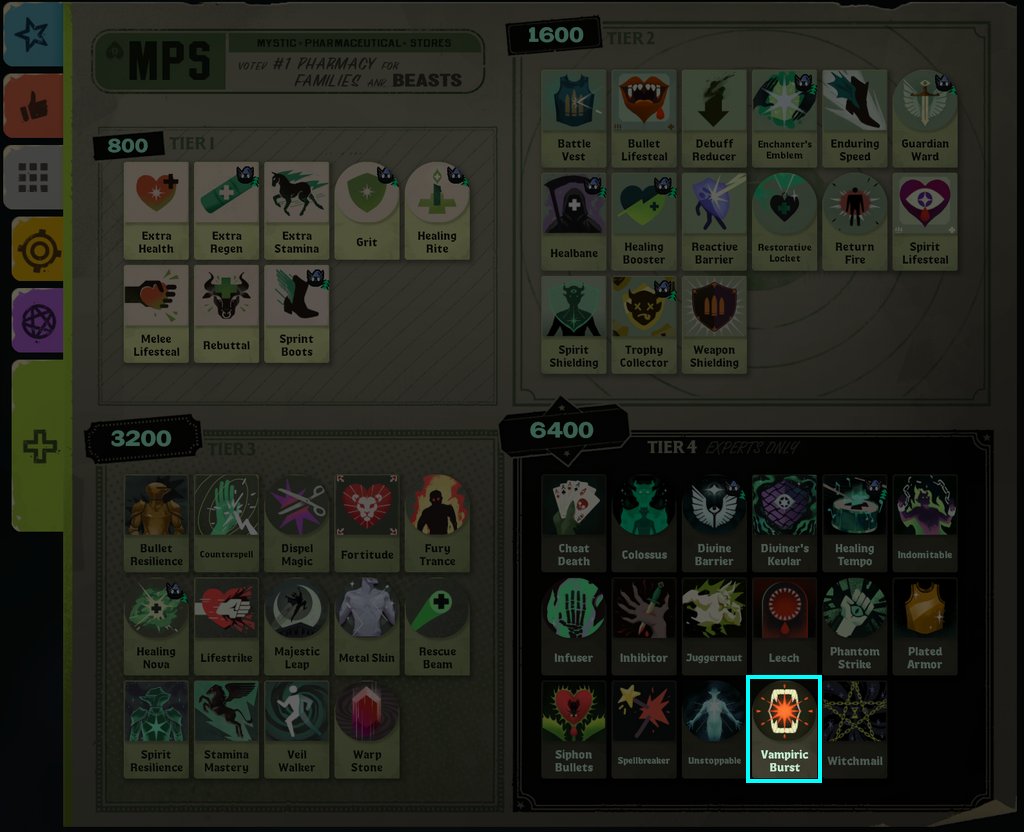 MPS
MYSTIC • PHARMACEUTICAL • STORES
VOTED #1 PHARMACY FOR
FAMILIES AND BEASTS
800
TIER 1
Extra
Health
Extra
Regen
Extra
Stamina
Grit
Healing
Rite
Melee
Lifesteal
Rebuttal
Sprint
Boots
1600
TIER 2
Battle
Vest
Bullet
Lifesteal
Debuff
Reducer
Enchanter's
Emblem
Enduring
Speed
Guardian
Ward
Healbane
Healing
Booster
Reactive
Barrier
Restorative
Locket
Return
Fire
Spirit
Lifesteal
Spirit
Shielding
Trophy
Collector
Weapon
Shielding
3200
TIER 3
Bullet
Resilience
Counterspell
Dispel
Magic
Fortitude
Fury
Trance
Healing
Nova
Lifestrike
Majestic
Leap
Metal Skin
Rescue
Beam
Spirit
Resilience
Stamina
Mastery
Veil
Walker
Warp
Stone
6400
TIER 4 EXPERTS ONLY
Cheat
Death
Colossus
Divine
Barrier
Diviner's
Kevlar
Healing
Tempo
Indomitable
Infuser
Inhibitor
Juggernaut
Leech
Phantom
Strike
Plated
Armor
Siphon
Bullets
Spellbreaker
Unstoppable
Vampiric
Burst
Witchmail